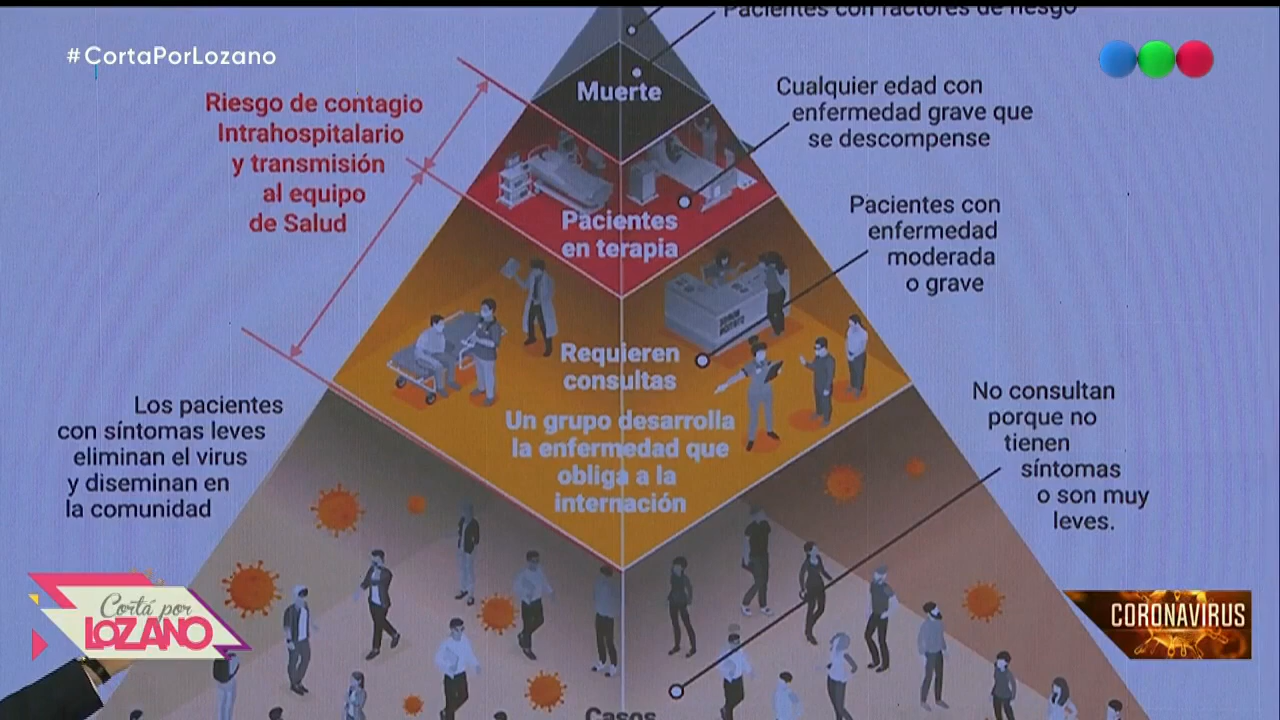 Pacientes con factores de riesgo
#CortaPorLozano
Muerte
Cualquier edad con
enfermedad grave que
se descompense
Riesgo de contagio
Intrahospitalario
y transmisión
al equipo
de Salud
Pacientes
en terapia
Pacientes con
enfermedad
moderada
o grave
Requieren
consultas
Un grupo desarrolla
la enfermedad que
obliga a la
internación
Los pacientes
con síntomas leves
eliminan el virus
y diseminan en
la comunidad
No consultan
porque no
tienen
síntomas
o son muy
leves.
Cortá por
LOZANO
CORONAVIRUS
Casos